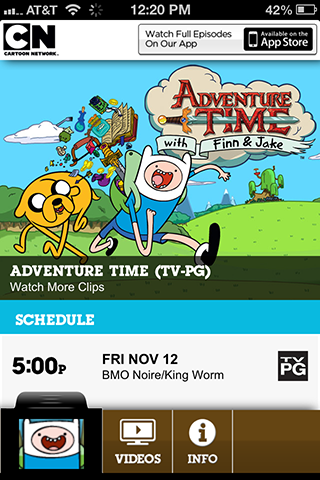 AT&T 12:20 PM 42%
CN
CARTOON NETWORK
Watch Full Episodes
On Our App
Available on the
App Store
ADVENTURE
TIME
with Finn & Jake
ADVENTURE TIME (TV-PG)
Watch More Clips
SCHEDULE
5:00P
FRI NOV 12
BMO Noire/King Worm
TV
PG
VIDEOS
INFO